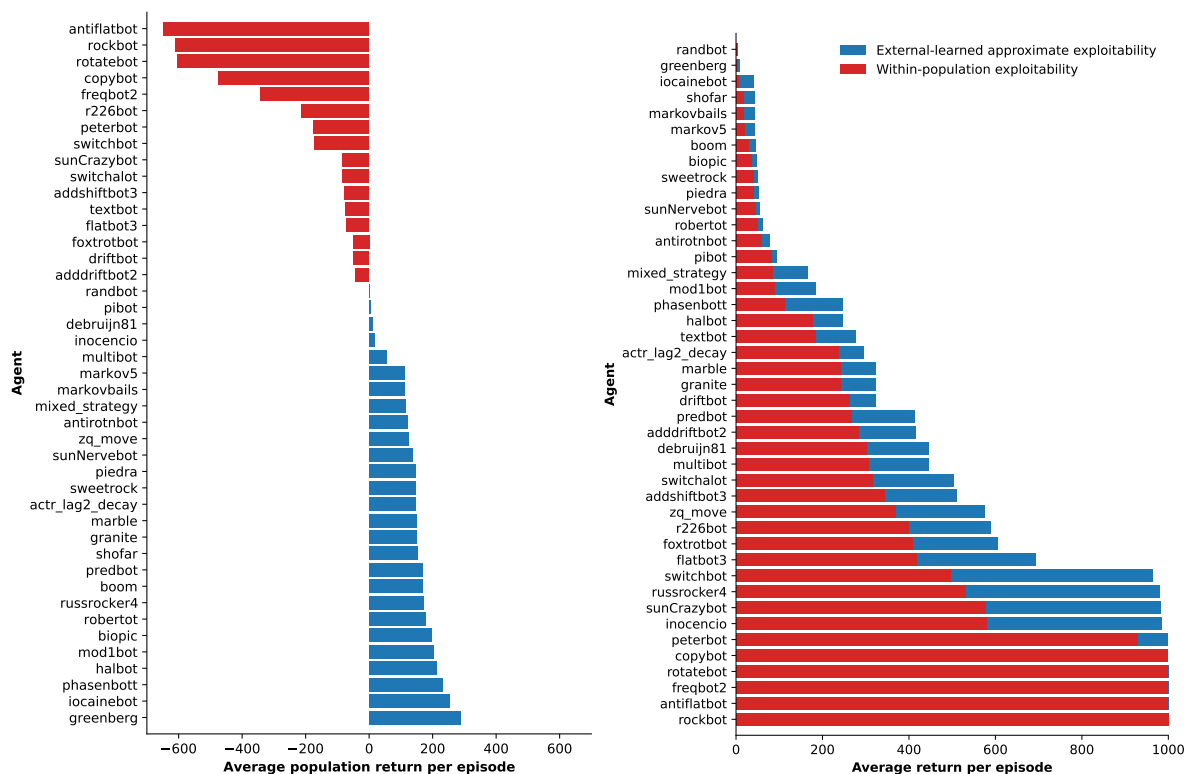 antiflatbot
rockbot
rotatebot
copybot
freqbot2
r226bot
peterbot
switchbot
sunCrazybot
switchalot
addshiftbot3
textbot
flatbot3
foxtrotbot
driftbot
adddriftbot2
randbot
pibot
debruijn81
inocencio
multibot
markov5
markovbails
mixed_strategy
antirotnbot
zq_move
sunNervebot
piedra
sweetrock
actr_lag2_decay
marble
granite
shofar
predbot
boom
russrocker4
robertot
biopic
mod1bot
halbot
phasenbott
iocainebot
greenberg
Agent
−600 −400 −200 0 200 400 600
Average population return per episode
External-learned approximate exploitability
Within-population exploitability
randbot
greenberg
iocainebot
shofar
markovbails
markov5
boom
biopic
sweetrock
piedra
sunNervebot
robertot
antirotnbot
pibot
mixed_strategy
mod1bot
phasenbott
halbot
textbot
actr_lag2_decay
marble
granite
driftbot
predbot
adddriftbot2
debruijn81
multibot
switchalot
addshiftbot3
zq_move
r226bot
foxtrotbot
flatbot3
switchbot
russrocker4
sunCrazybot
inocencio
peterbot
copybot
rotatebot
freqbot2
antiflatbot
rockbot
Agent
0 200 400 600 800 1000
Average return per episode